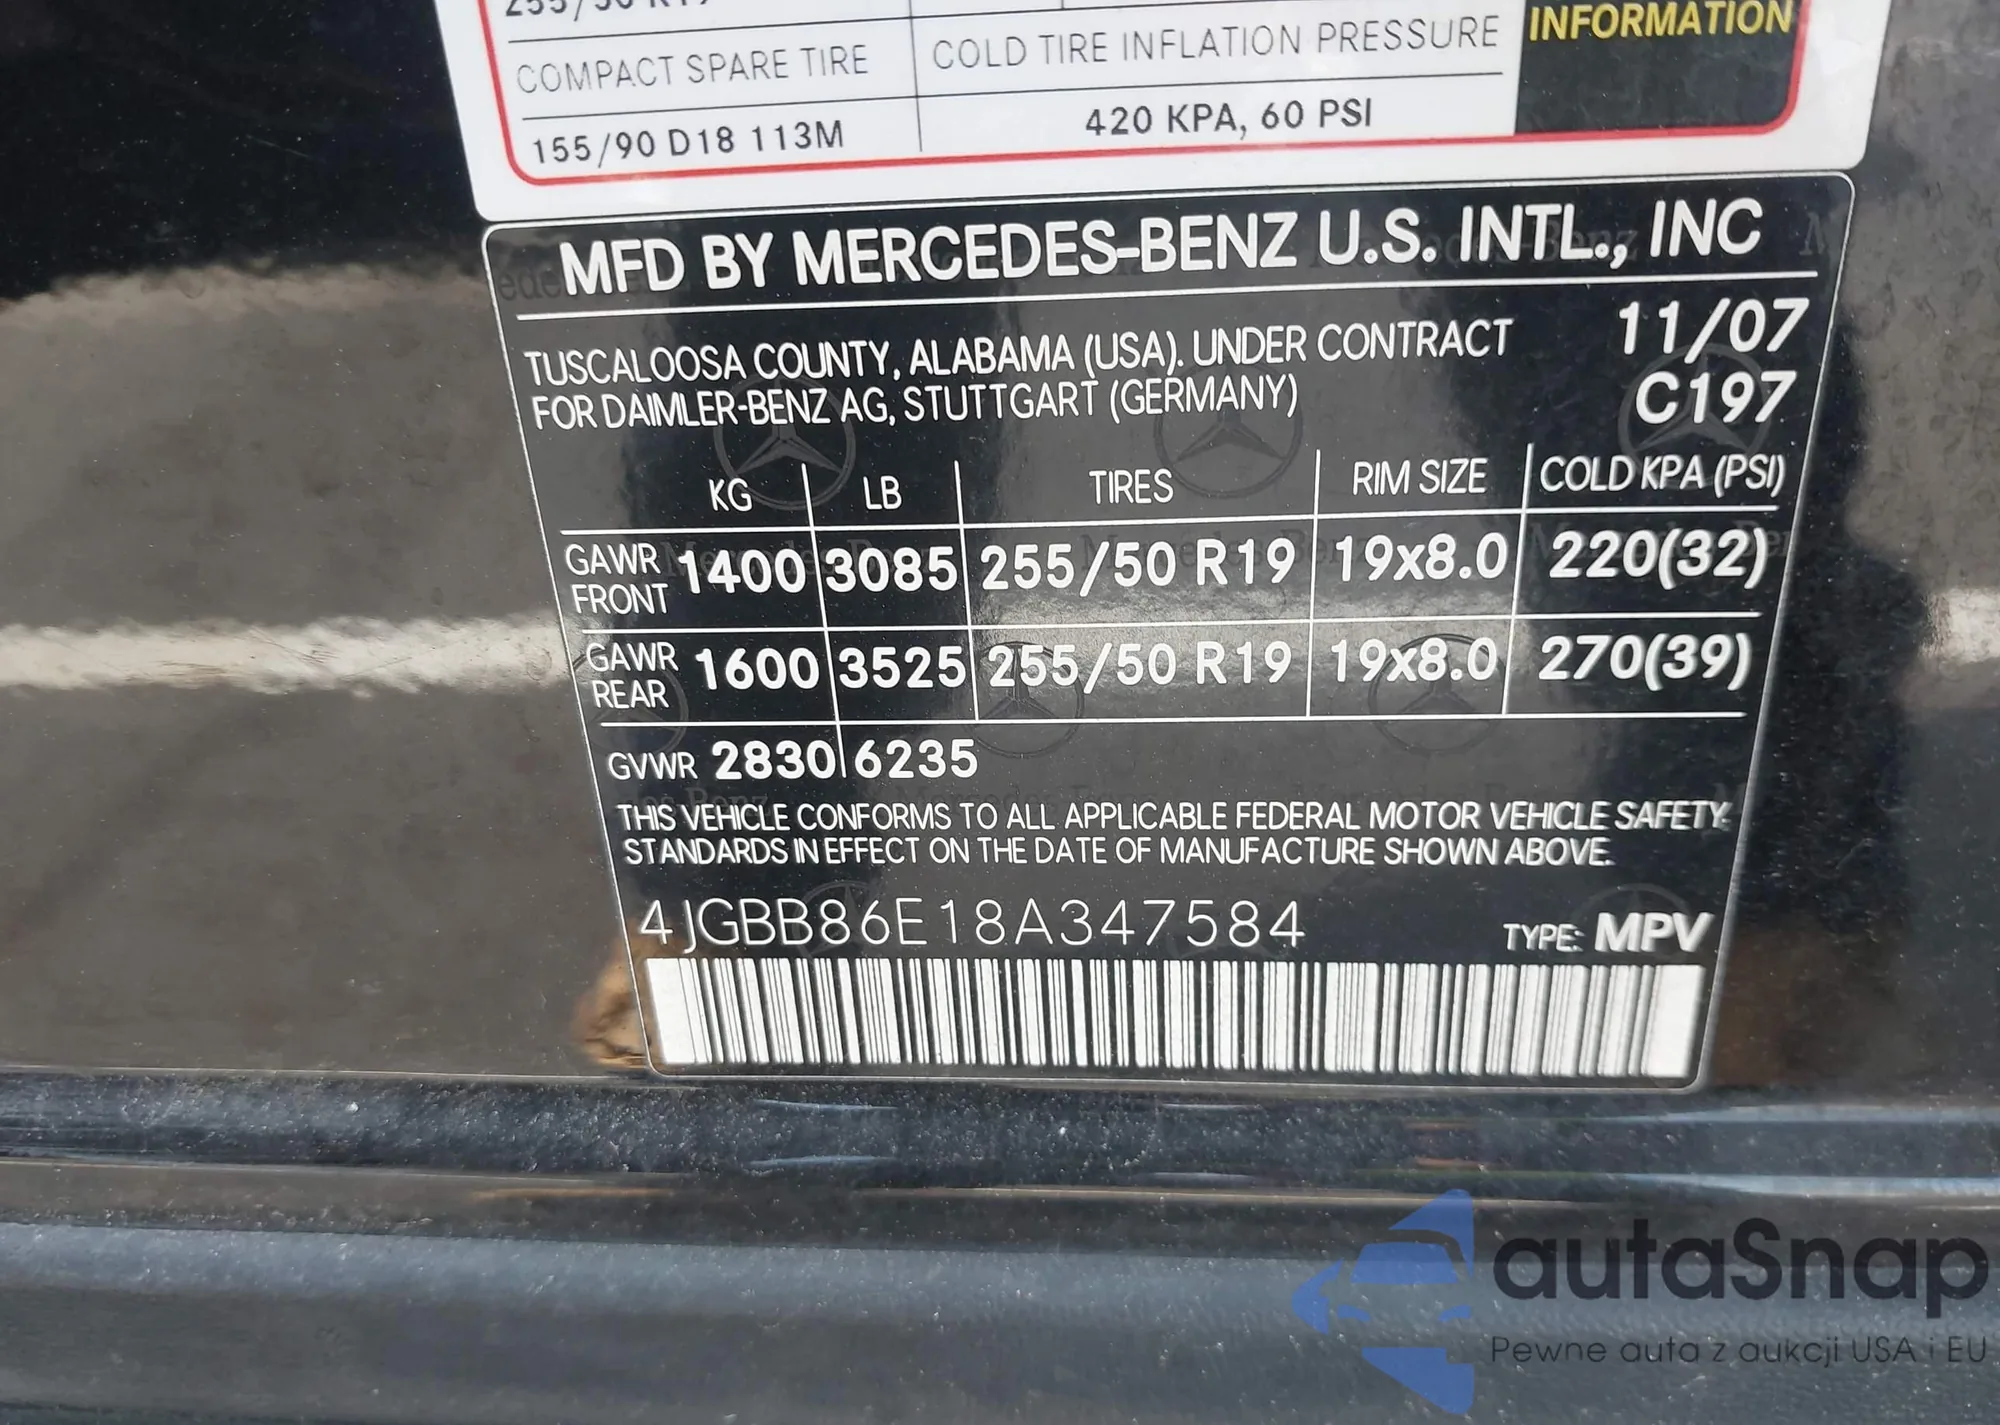 255/50 R19
INFORMATION
COMPACT SPARE TIRE COLD TIRE INFLATION PRESSURE
155/90 D18 113M 420 KPA, 60 PSI
MFD BY MERCEDES-BENZ U.S. INTL., INC
TUSCALOOSA COUNTY, ALABAMA (USA). UNDER CONTRACT 11/07
FOR DAIMLER-BENZ AG, STUTTGART (GERMANY) C197
KG LB TIRES RIM SIZE COLD KPA (PSI)
GAWR FRONT 1400 3085 255/50 R19 19x8.0 220(32)
GAWR REAR 1600 3525 255/50 R19 19x8.0 270(39)
GVWR 2830 6235
THIS VEHICLE CONFORMS TO ALL APPLICABLE FEDERAL MOTOR VEHICLE SAFETY
STANDARDS IN EFFECT ON THE DATE OF MANUFACTURE SHOWN ABOVE.
4JGBB86E18A347584 TYPE: MPV
autaSnap
Pewne auta z aukcji USA i EU